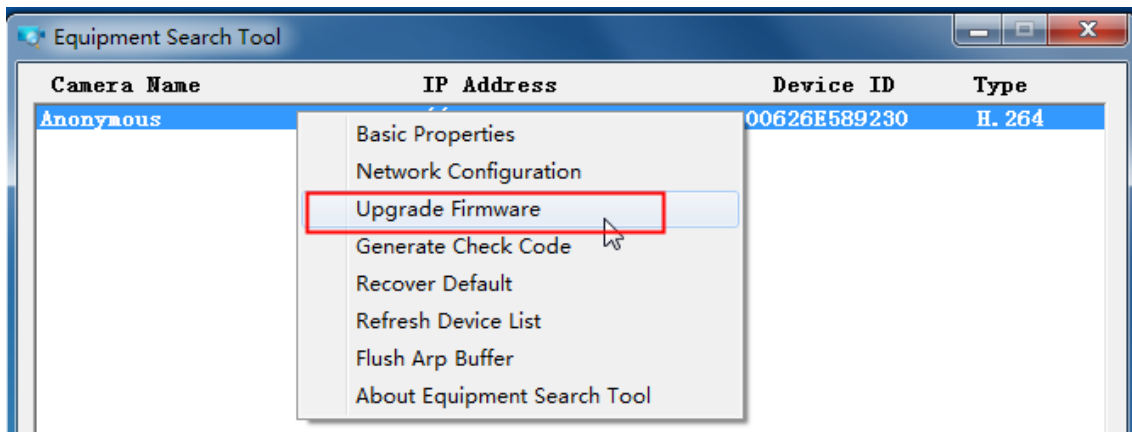 Equipment Search Tool
Camera Name IP Address Device ID Type
Anonymous 00626E589230 H.264
Basic Properties
Network Configuration
Upgrade Firmware
Generate Check Code
Recover Default
Refresh Device List
Flush Arp Buffer
About Equipment Search Tool